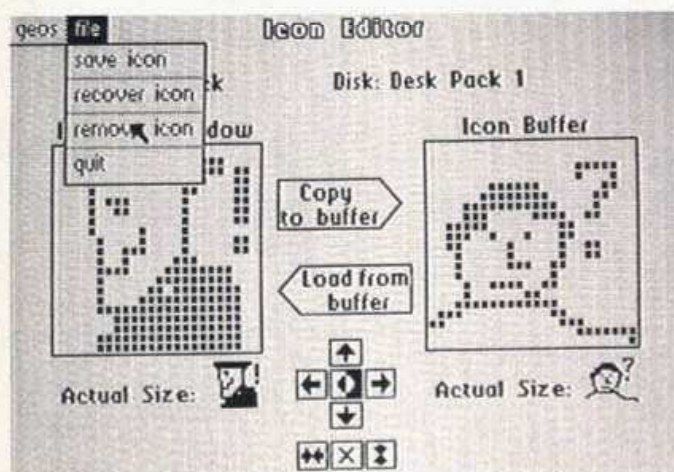 geos file Icon Editor
save icon
recover icon
remove icon
quit
Disk: Desk Pack 1
dow
Icon Buffer
Copy
to buffer
Load from
buffer
Actual Size:
!
Actual Size:
?